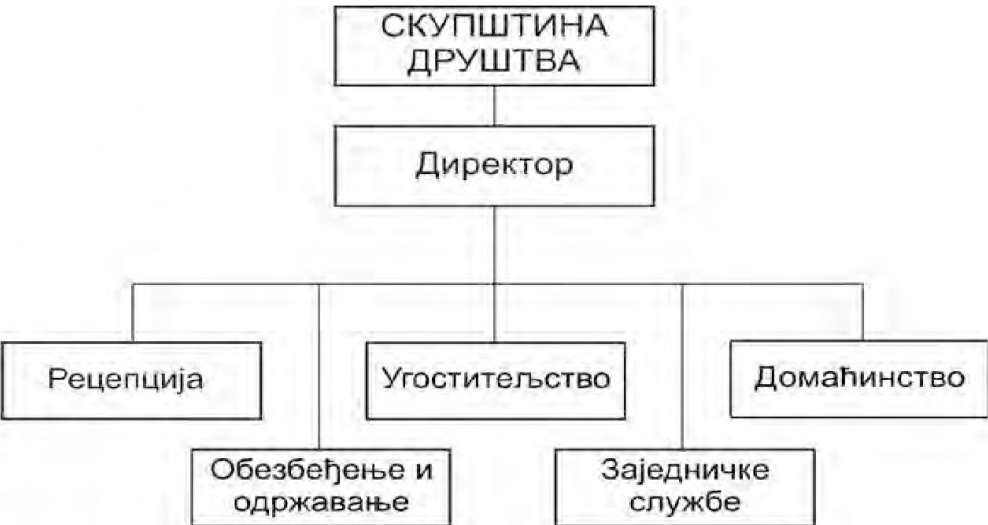 СКУПШТИНА
ДРУШТВА
Директор
Рецепција
Угоститељство
Домаћинство
Обезбеђење и
одржавање
Заједничке
службе